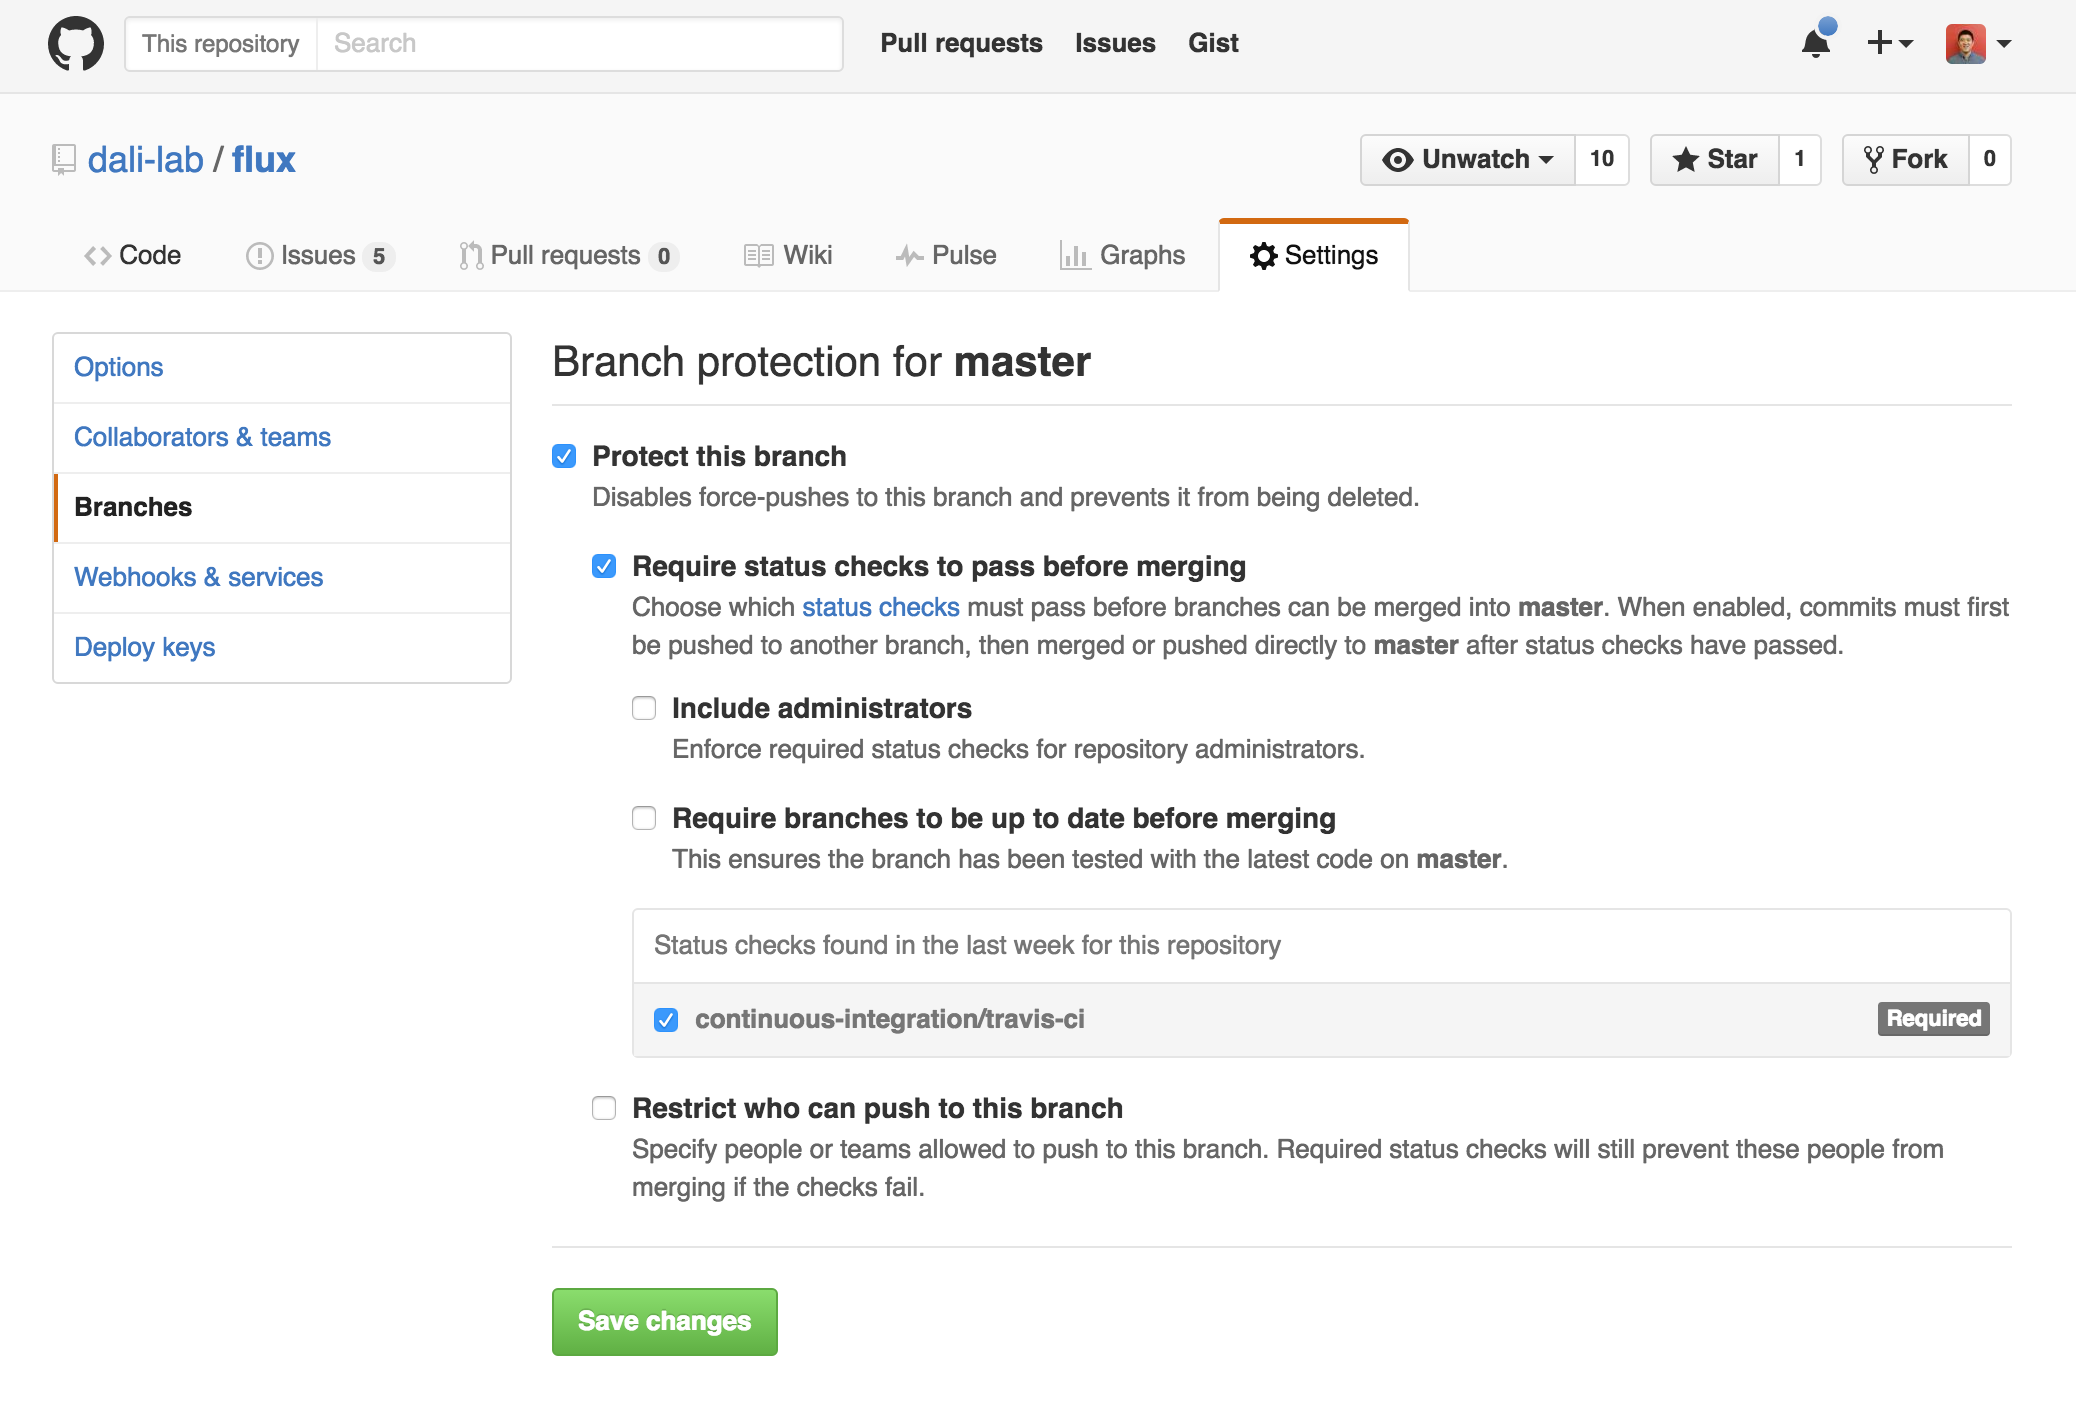 This repository Search Pull requests Issues Gist
dali-lab / flux Unwatch 10 Star 1 Fork 0
Code Issues 5 Pull requests 0 Wiki Pulse Graphs Settings
Options
Collaborators & teams
Branches
Webhooks & services
Deploy keys
Branch protection for master
Protect this branch
Disables force-pushes to this branch and prevents it from being deleted.
Require status checks to pass before merging
Choose which status checks must pass before branches can be merged into master. When enabled, commits must first
be pushed to another branch, then merged or pushed directly to master after status checks have passed.
Include administrators
Enforce required status checks for repository administrators.
Require branches to be up to date before merging
This ensures the branch has been tested with the latest code on master.
Status checks found in the last week for this repository
continuous-integration/travis-ci Required
Restrict who can push to this branch
Specify people or teams allowed to push to this branch. Required status checks will still prevent these people from
merging if the checks fail.
Save changes